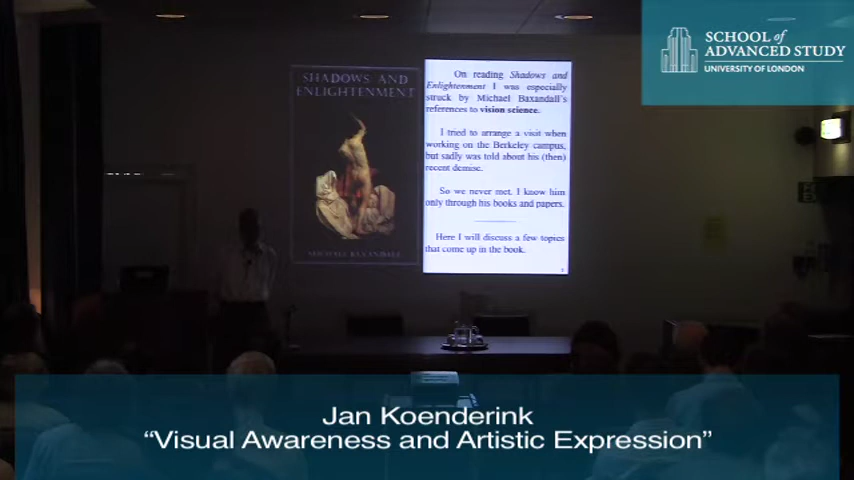 SCHOOL of
ADVANCED STUDY
UNIVERSITY OF LONDON
SHADOWS AND
ENLIGHTENMENT
MICHAEL BAXANDALL
On reading Shadows and
Enlightenment I was especially
struck by Michael Baxandall's
references to vision science.
I tried to arrange a visit when
working on the Berkeley campus,
but sadly was told about his (then)
recent demise.
So we never met. I know him
only through his books and papers.
Here I will discuss a few topics
that come up in the book.
Jan Koenderink
“Visual Awareness and Artistic Expression”